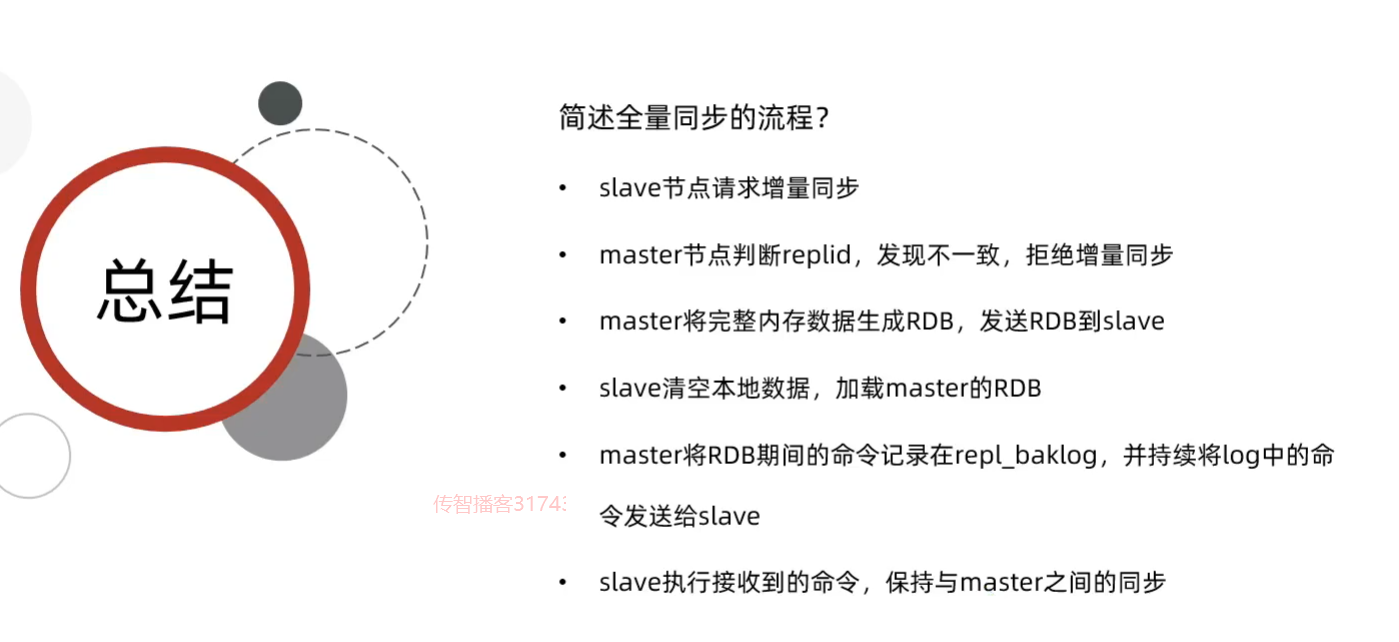 总结
简述全量同步的流程？
• slave节点请求增量同步
• master节点判断replid，发现不一致，拒绝增量同步
• master将完整内存数据生成RDB，发送RDB到slave
• slave清空本地数据，加载master的RDB
• master将RDB期间的命令记录在repl_baklog，并持续将log中的命
令发送给slave
• slave执行接收到的命令，保持与master之间的同步
传智播客3174